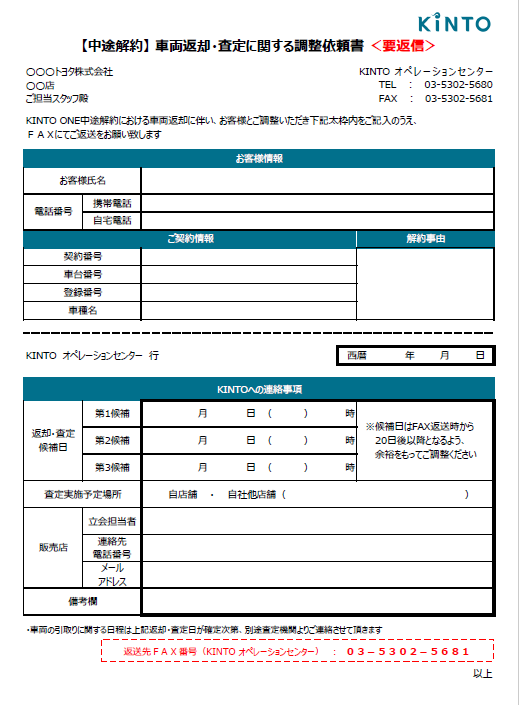 KINTO
【中途解約】車両返却・査定に関する調整依頼書 <要返信>
○○○トヨタ株式会社
○○店
ご担当スタッフ殿
KINTO オペレーションセンター
TEL ： 03-5302-5680
FAX ： 03-5302-5681
KINTO ONE中途解約における車両返却に伴い、お客様とご調整いただき下記太枠内をご記入のうえ、
ＦＡＸにてご返送をお願い致します
お客様情報
お客様氏名
電話番号
携帯電話
自宅電話
ご契約情報 解約事由
契約番号
車台番号
登録番号
車種名
KINTO オペレーションセンター 行
西暦 年 月 日
KINTOへの連絡事項
返却・査定
候補日
第1候補 月 日 （ ） 時
第2候補 月 日 （ ） 時
第3候補 月 日 （ ） 時
※候補日はFAX返送時から
20日後以降となるよう、
余裕をもってご調整ください
査定実施予定場所 自店舗 ・ 自社他店舗（ ）
販売店
立会担当者
連絡先
電話番号
メール
アドレス
備考欄
・車両の引取りに関する日程は上記返却・査定日が確定次第、別途査定機関よりご連絡させて頂きます
返送先ＦＡＸ番号（KINTO オペレーションセンター） ： ０３－５３０２－５６８１
以上